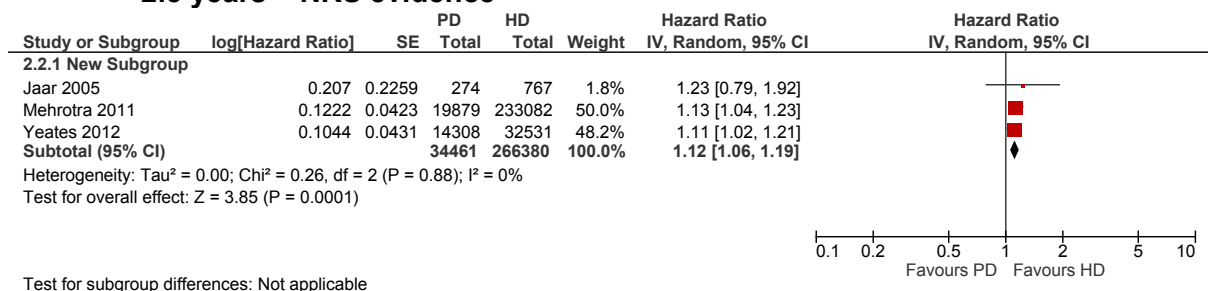 2.5 years – NRS evidence
PD HD Hazard Ratio Hazard Ratio
Study or Subgroup log[Hazard Ratio] SE Total Total Weight IV, Random, 95% CI IV, Random, 95% CI
2.2.1 New Subgroup
Jaar 2005 0.207 0.2259 274 767 1.8% 1.23 [0.79, 1.92]
Mehrotra 2011 0.1222 0.0423 19879 233082 50.0% 1.13 [1.04, 1.23]
Yeates 2012 0.1044 0.0431 14308 32531 48.2% 1.11 [1.02, 1.21]
Subtotal (95% CI) 34461 266380 100.0% 1.12 [1.06, 1.19]
Heterogeneity: Tau² = 0.00; Chi² = 0.26, df = 2 (P = 0.88); I² = 0%
Test for overall effect: Z = 3.85 (P = 0.0001)
0.1 0.2 0.5 1 2 5 10
Favours PD Favours HD
Test for subgroup differences: Not applicable